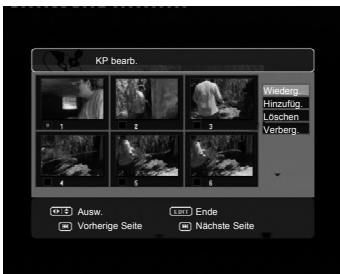 KP bearb.
Wiederg.
Hinzufüg.
Löschen
Verberg.
1 2 3
4 5 6
Ausw. EDIT Ende
Vorherige Seite Nächste Seite